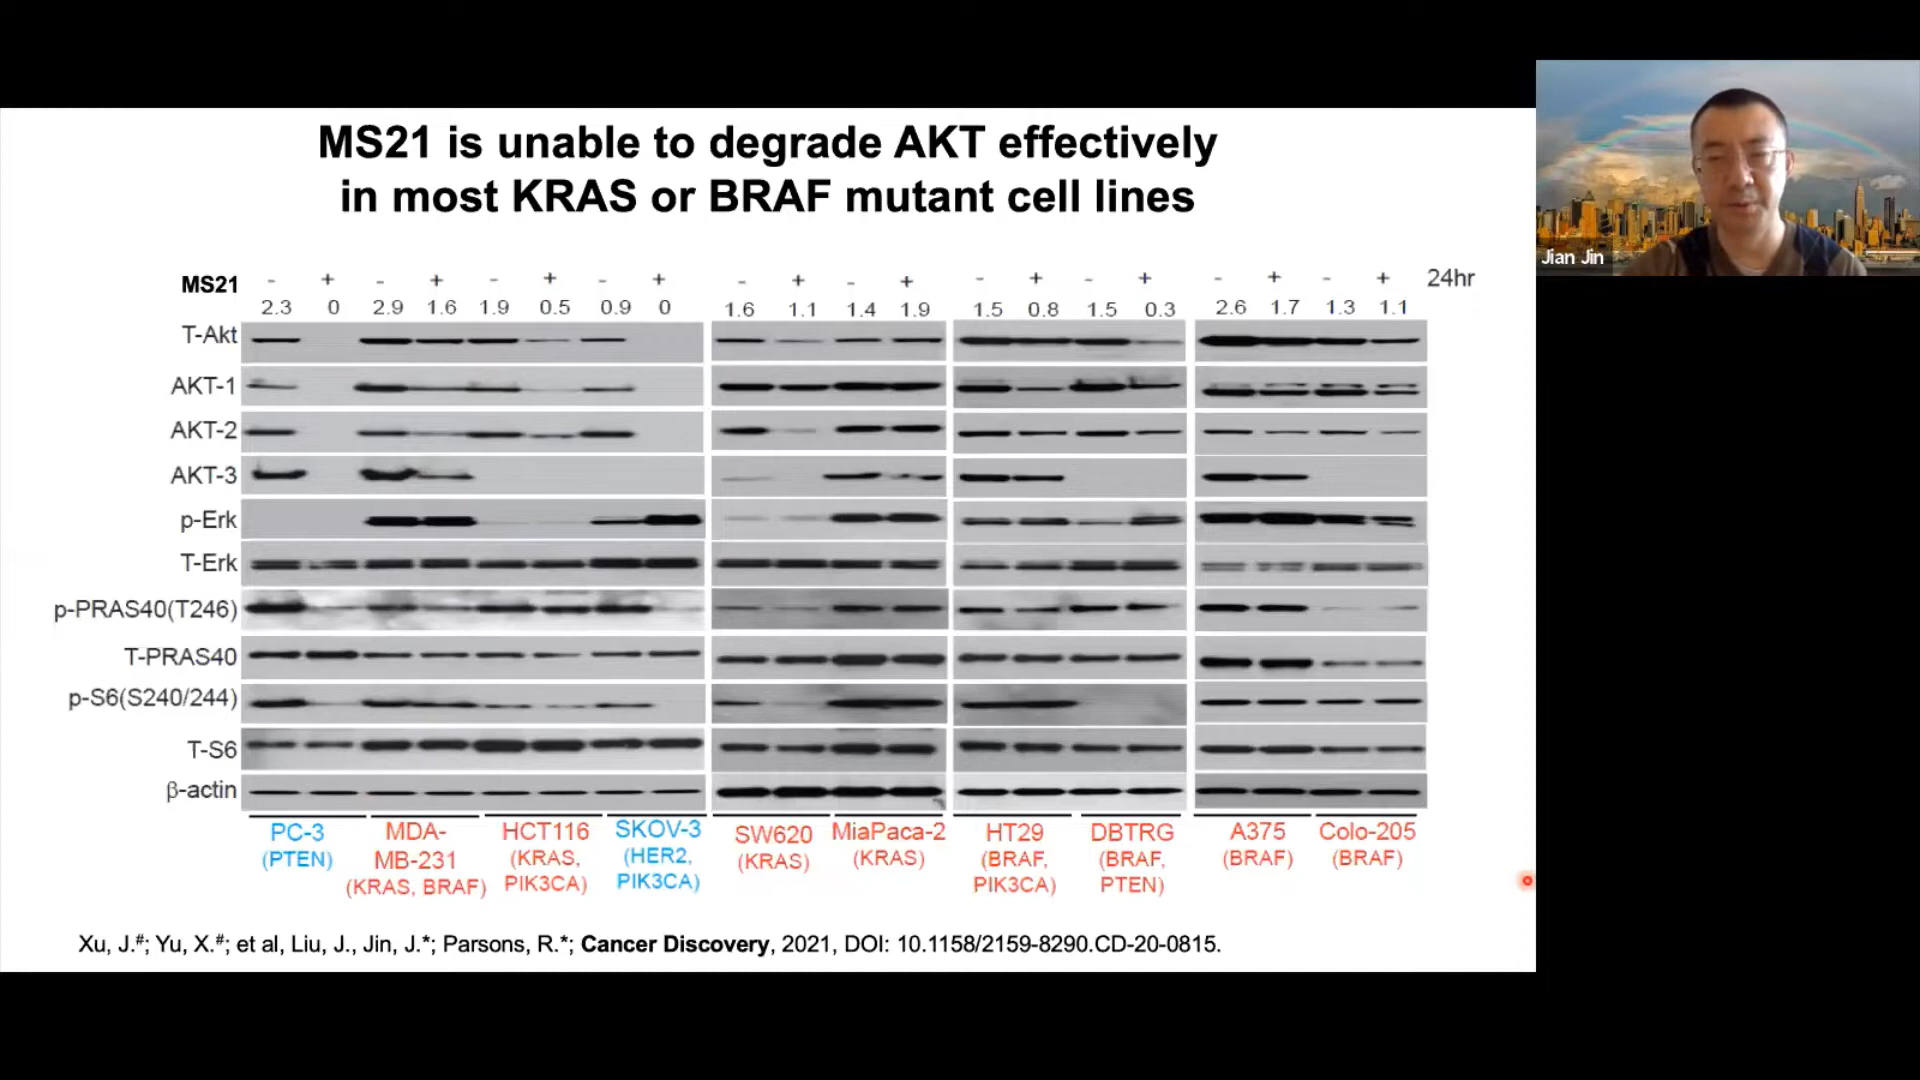 MS21 is unable to degrade AKT effectively
in most KRAS or BRAF mutant cell lines
Jian Jin
MS21 - + - + - + - + - + - + - + - + - + - + 24hr
2.3 0 2.9 1.6 1.9 0.5 0.9 0 1.6 1.1 1.4 1.9 1.5 0.8 1.5 0.3 2.6 1.7 1.3 1.1
T-Akt
AKT-1
AKT-2
AKT-3
p-Erk
T-Erk
p-PRAS40(T246)
T-PRAS40
p-S6(S240/244)
T-S6
β-actin
PC-3
(PTEN)
MDA-
MB-231
(KRAS, BRAF)
HCT116
(KRAS,
PIK3CA)
SKOV-3
(HER2,
PIK3CA)
SW620
(KRAS)
MiaPaca-2
(KRAS)
HT29
(BRAF,
PIK3CA)
DBTRG
(BRAF,
PTEN)
A375
(BRAF)
Colo-205
(BRAF)
Xu, J.#; Yu, X.#; et al, Liu, J., Jin, J.*; Parsons, R.*; Cancer Discovery, 2021, DOI: 10.1158/2159-8290.CD-20-0815.